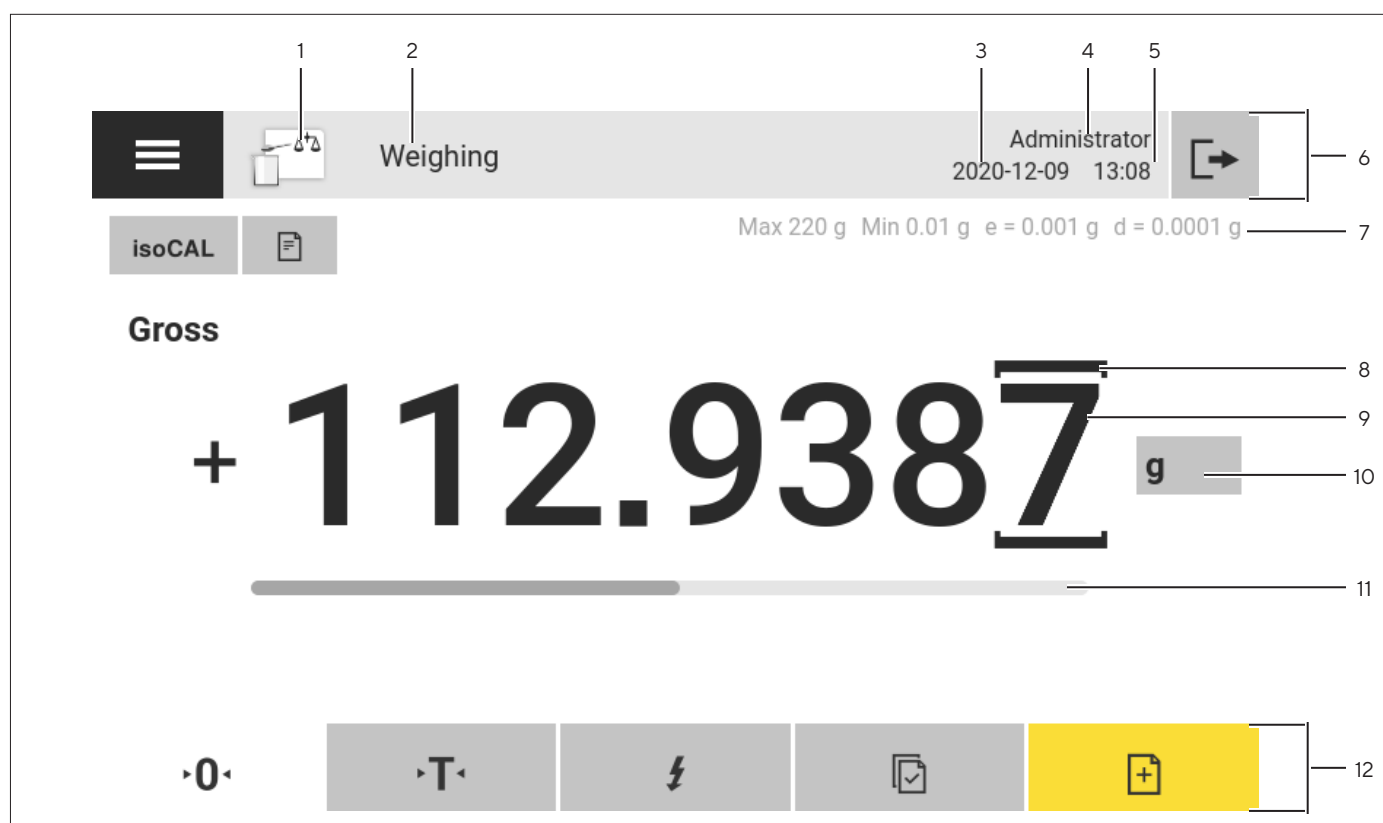 1 2 3 4 5
Weighing
Administrator
2020-12-09 13:08
6
isoCAL
Max 220 g Min 0.01 g e = 0.001 g d = 0.0001 g
7
Gross
8
+ 112.9387 g
9
10
11
0 T
12